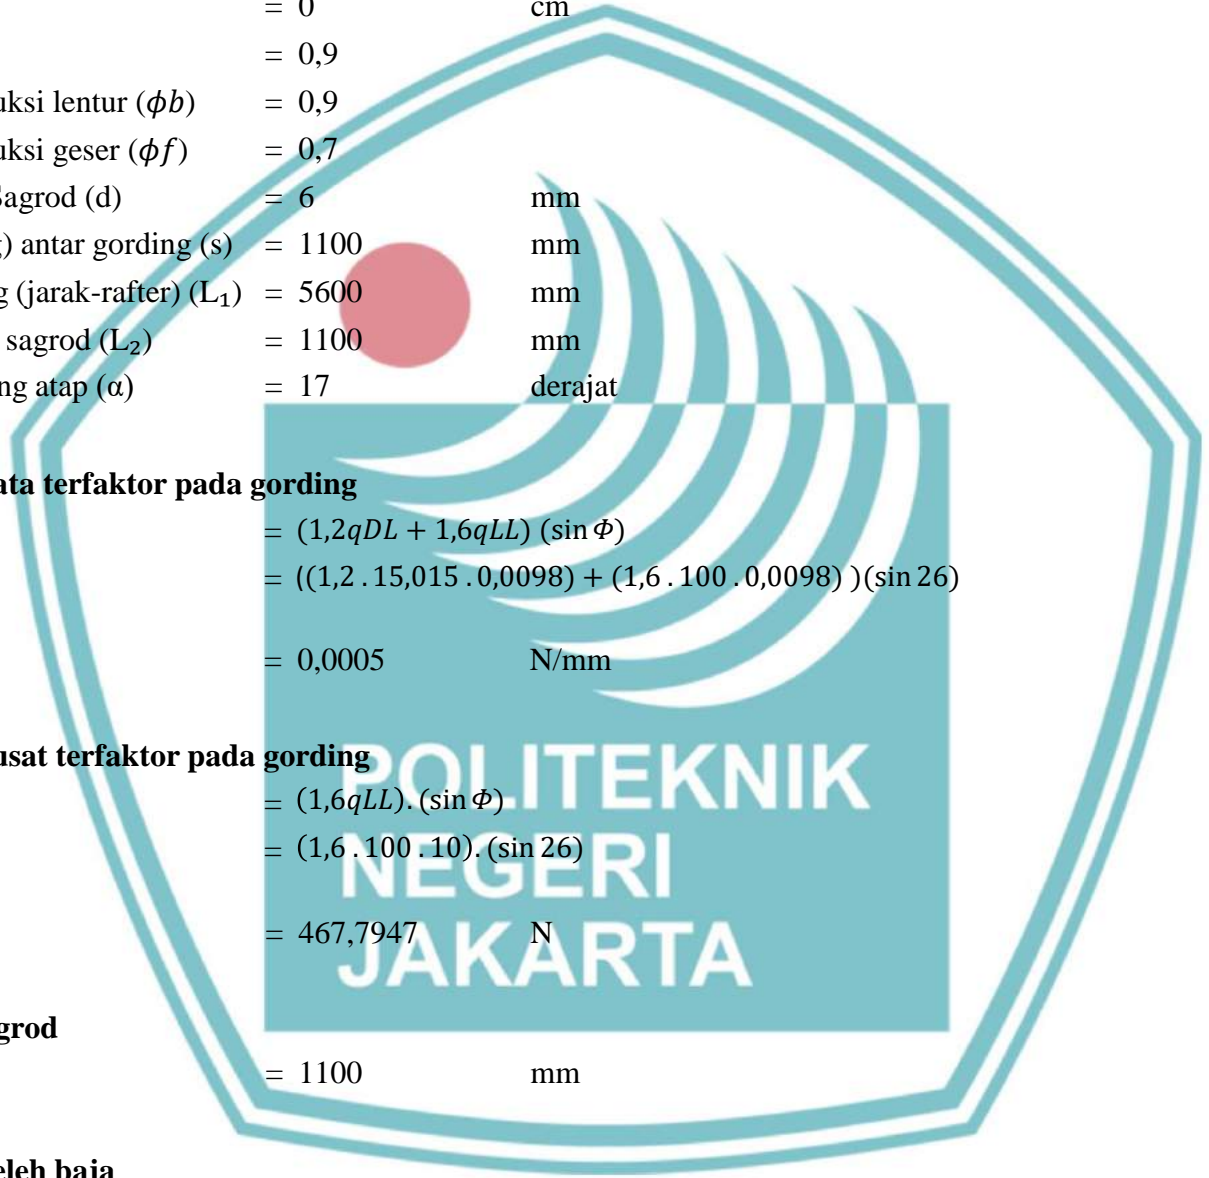 = 0 cm
= 0,9
uksi lentur (𝜙𝑏) = 0,9
uksi geser (𝜙𝑓) = 0,7
Sagrod (d) = 6 mm
g) antar gording (s) = 1100 mm
g (jarak-rafter) (L₁) = 5600 mm
sagrod (L₂) = 1100 mm
ng atap (α) = 17 derajat
ata terfaktor pada gording
= (1,2𝑞𝐷𝐿 + 1,6𝑞𝐿𝐿) (sin 𝛷)
= ((1,2 . 15,015 . 0,0098) + (1,6 . 100 . 0,0098) )(sin 26)
= 0,0005 N/mm
usat terfaktor pada gording
= (1,6𝑞𝐿𝐿). (sin 𝛷)
= (1,6 . 100 . 10). (sin 26)
= 467,7947 N
grod
= 1100 mm
eleh baja
POLITEKNIK
NEGERI
JAKARTA